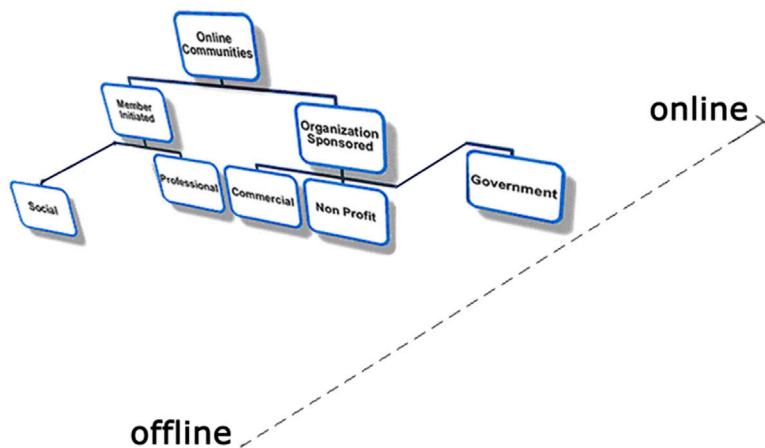 Online
Communities
Member
Initiated
Organization
Sponsored
Social
Professional
Commercial
Non Profit
Government
online
offline